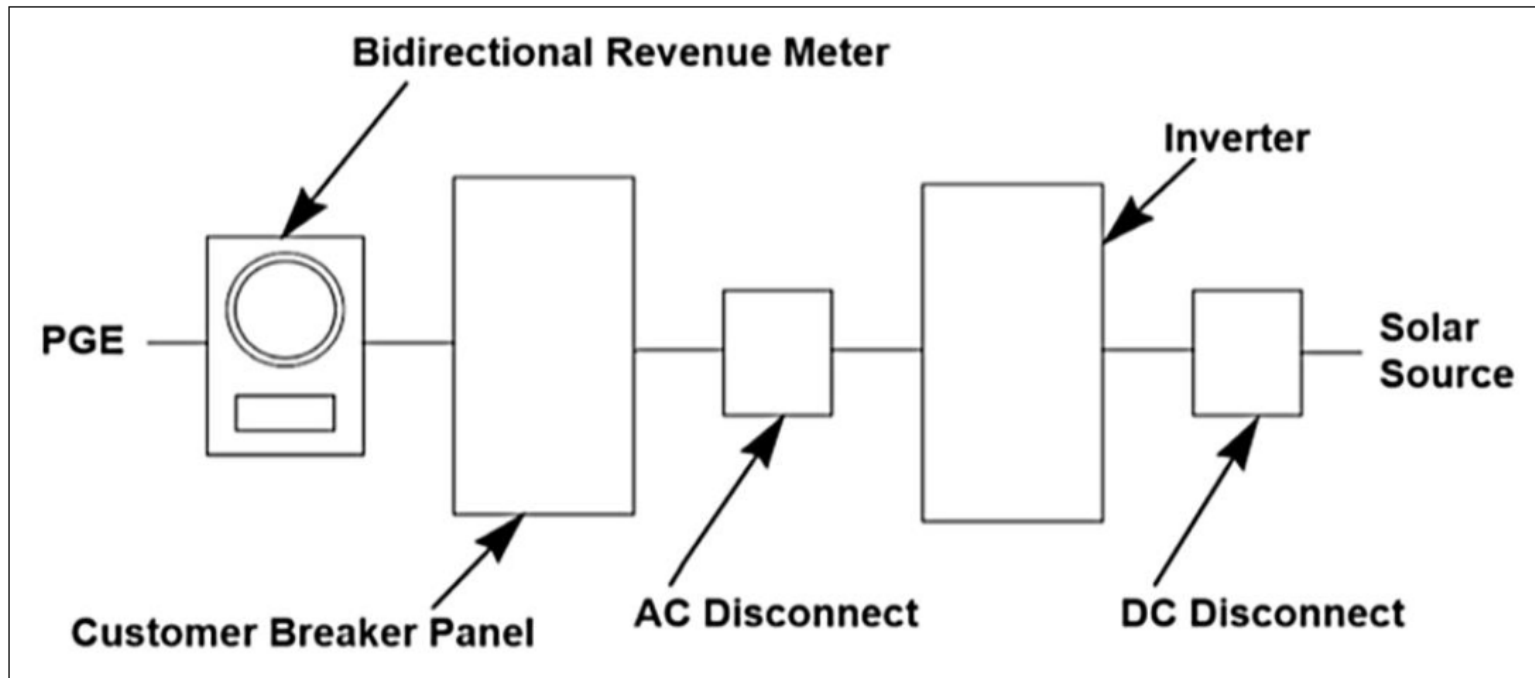 Bidirectional Revenue Meter
Inverter
PGE
Solar
Source
Customer Breaker Panel
AC Disconnect
DC Disconnect